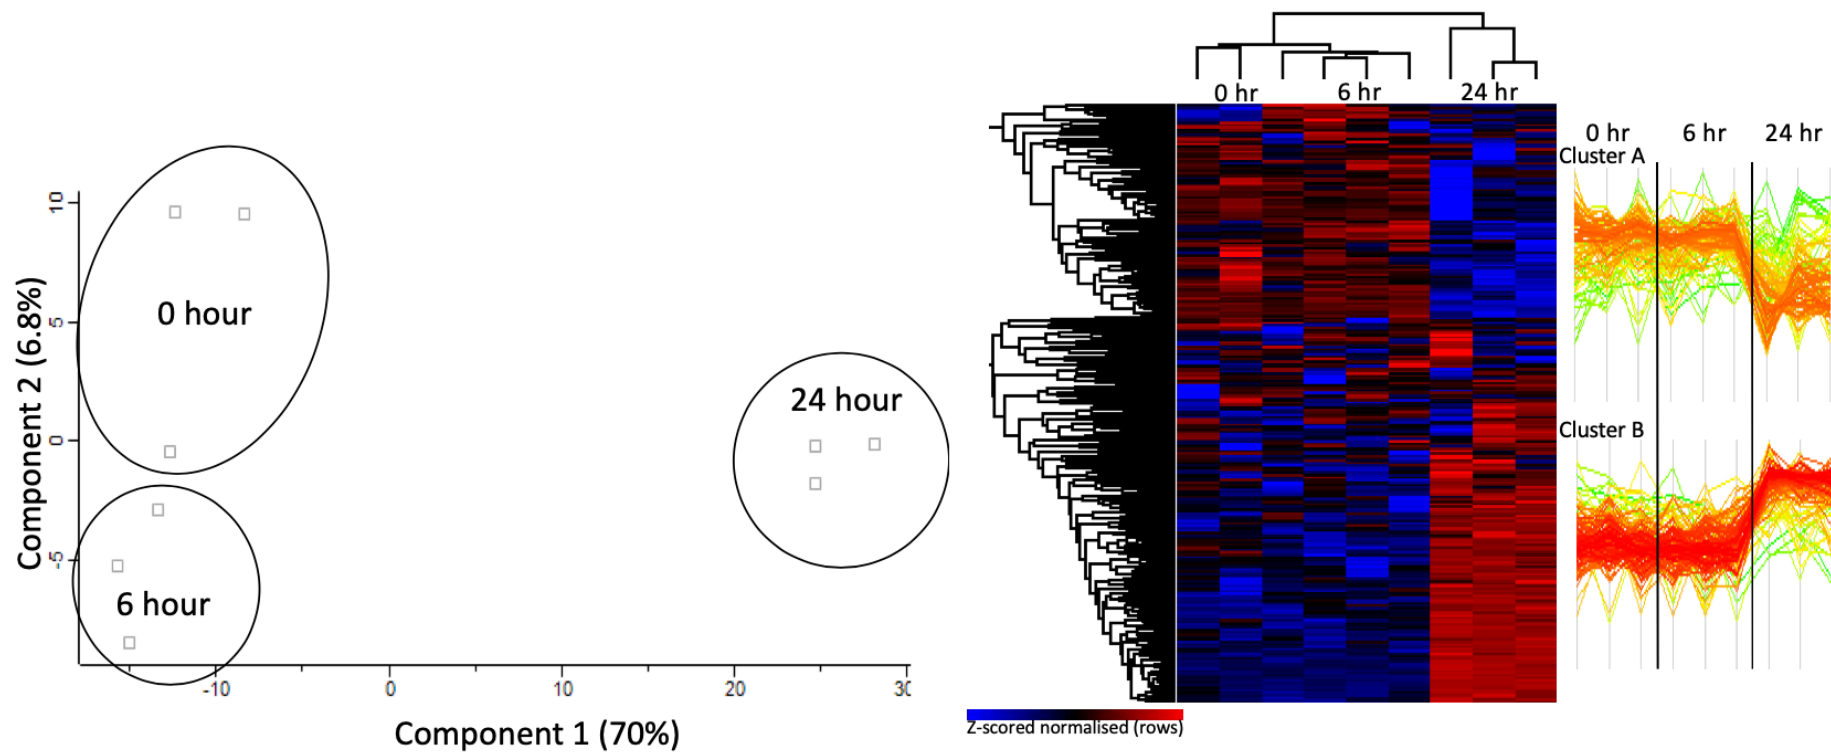 Component 2 (6.8%)
10
5
0
-5
0 hour
6 hour
24 hour
-10
0
10
20
30
Component 1 (70%)
0 hr
6 hr
24 hr
Z-scored normalised (rows)
0 hr
6 hr
24 hr
Cluster A
Cluster B